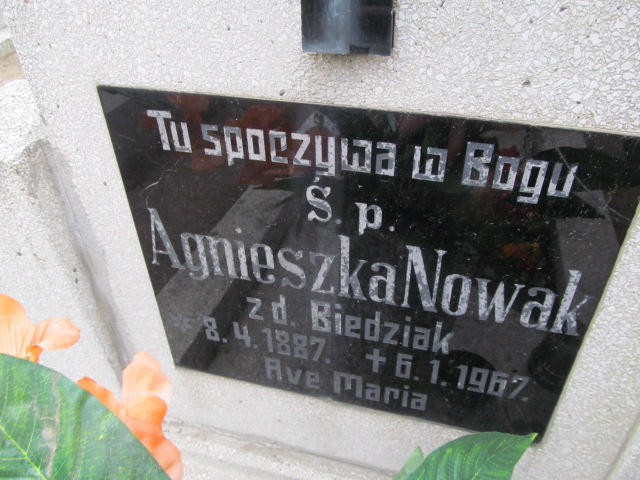 Tu spoczywa w Bogu
Ś. p.
Agnieszka Nowak
z d. Biedziak
* 8. 4. 1887. ✝ 6. 1. 1967.
Ave Maria